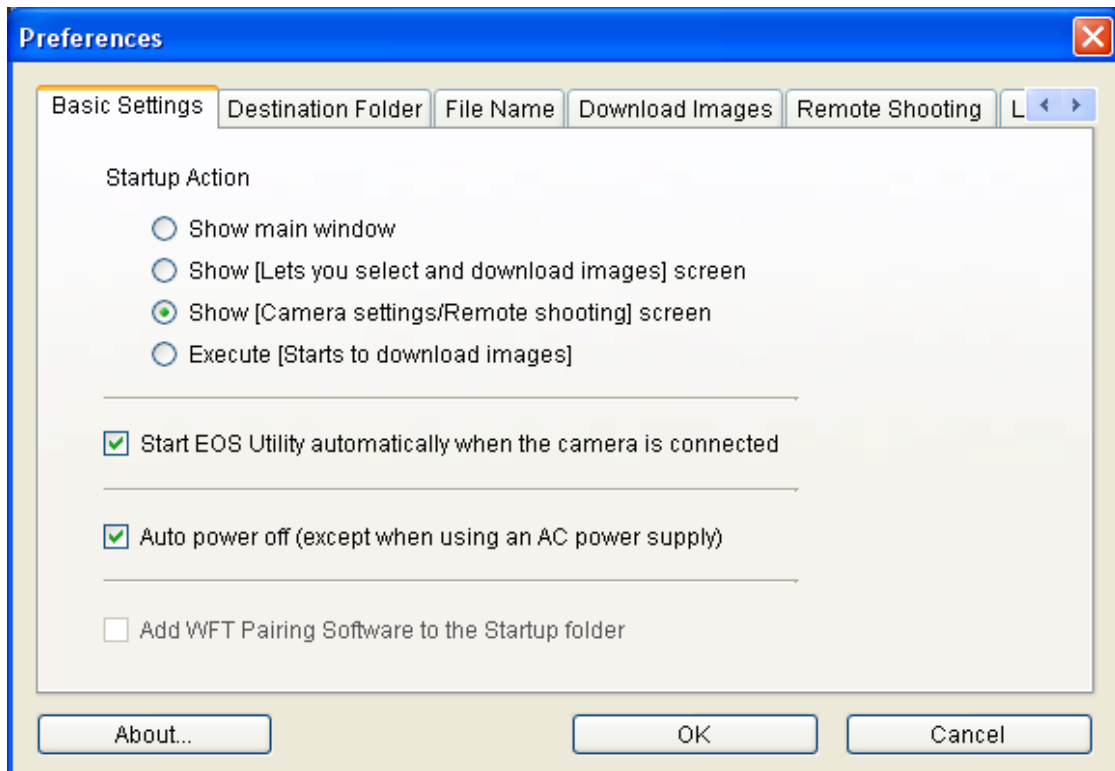 Preferences
Basic Settings Destination Folder File Name Download Images Remote Shooting L
Startup Action
Show main window
Show [Lets you select and download images] screen
Show [Camera settings/Remote shooting] screen
Execute [Starts to download images]
Start EOS Utility automatically when the camera is connected
Auto power off (except when using an AC power supply)
Add WFT Pairing Software to the Startup folder
About... OK Cancel